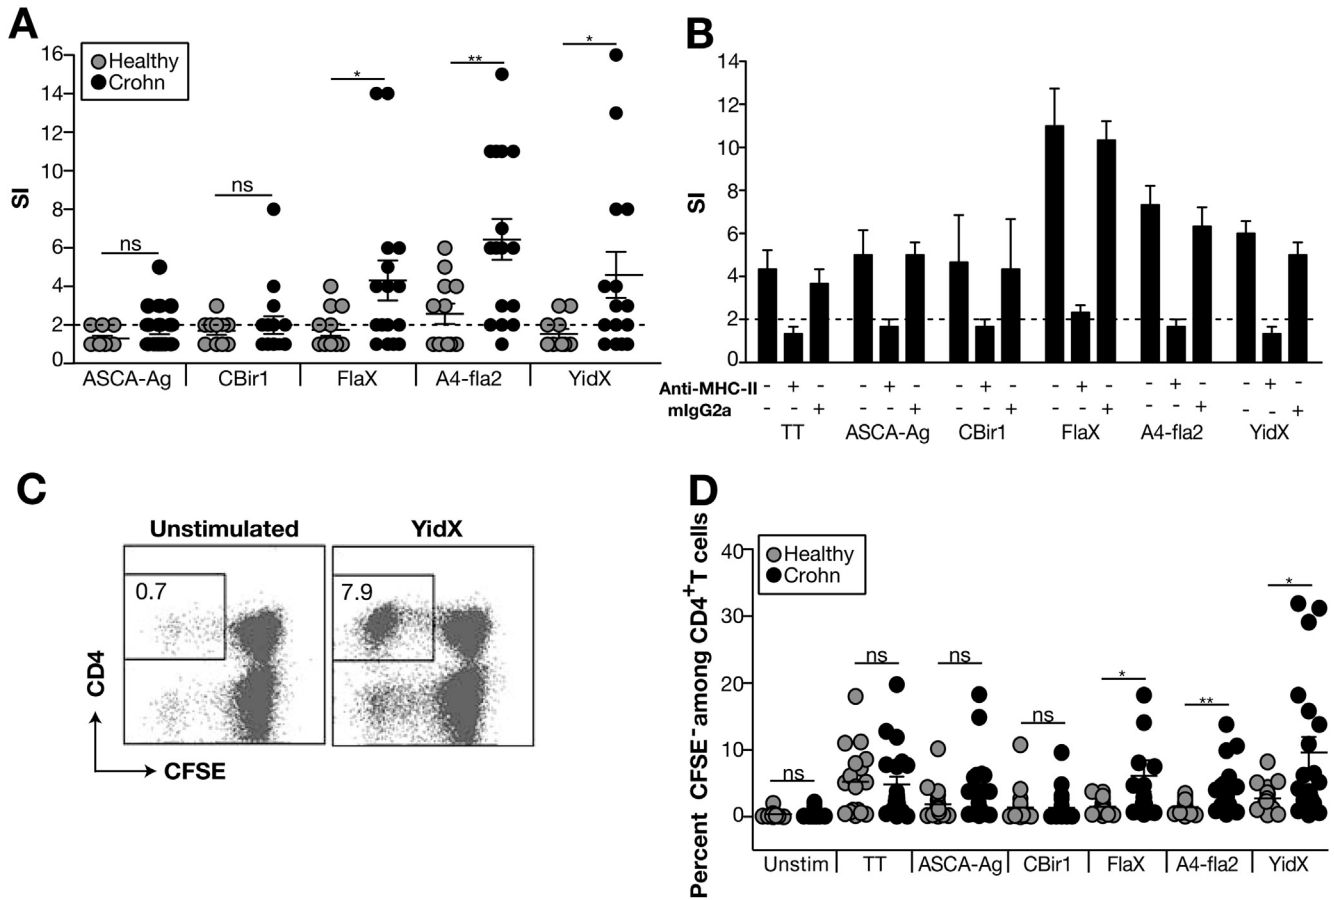 A
SI
16
14
12
10
8
6
4
2
0
Healthy
Crohn
ns
ns
*
**
*
ASCA-Ag CBir1 FlaX A4-fla2 YidX
B
SI
14
12
10
8
6
4
2
0
Anti-MHC-II - + - - + - - + - - + - - + - - + -
mIgG2a - - + - - + - - + - - + - - + - - +
TT ASCA-Ag CBir1 FlaX A4-fla2 YidX
C
Unstimulated YidX
0.7 7.9
CD4
CFSE
D
Percent CFSE- among CD4+T cells
40
30
20
10
0
Healthy
Crohn
ns
ns
ns
ns
*
**
*
Unstim TT ASCA-Ag CBir1 FlaX A4-fla2 YidX